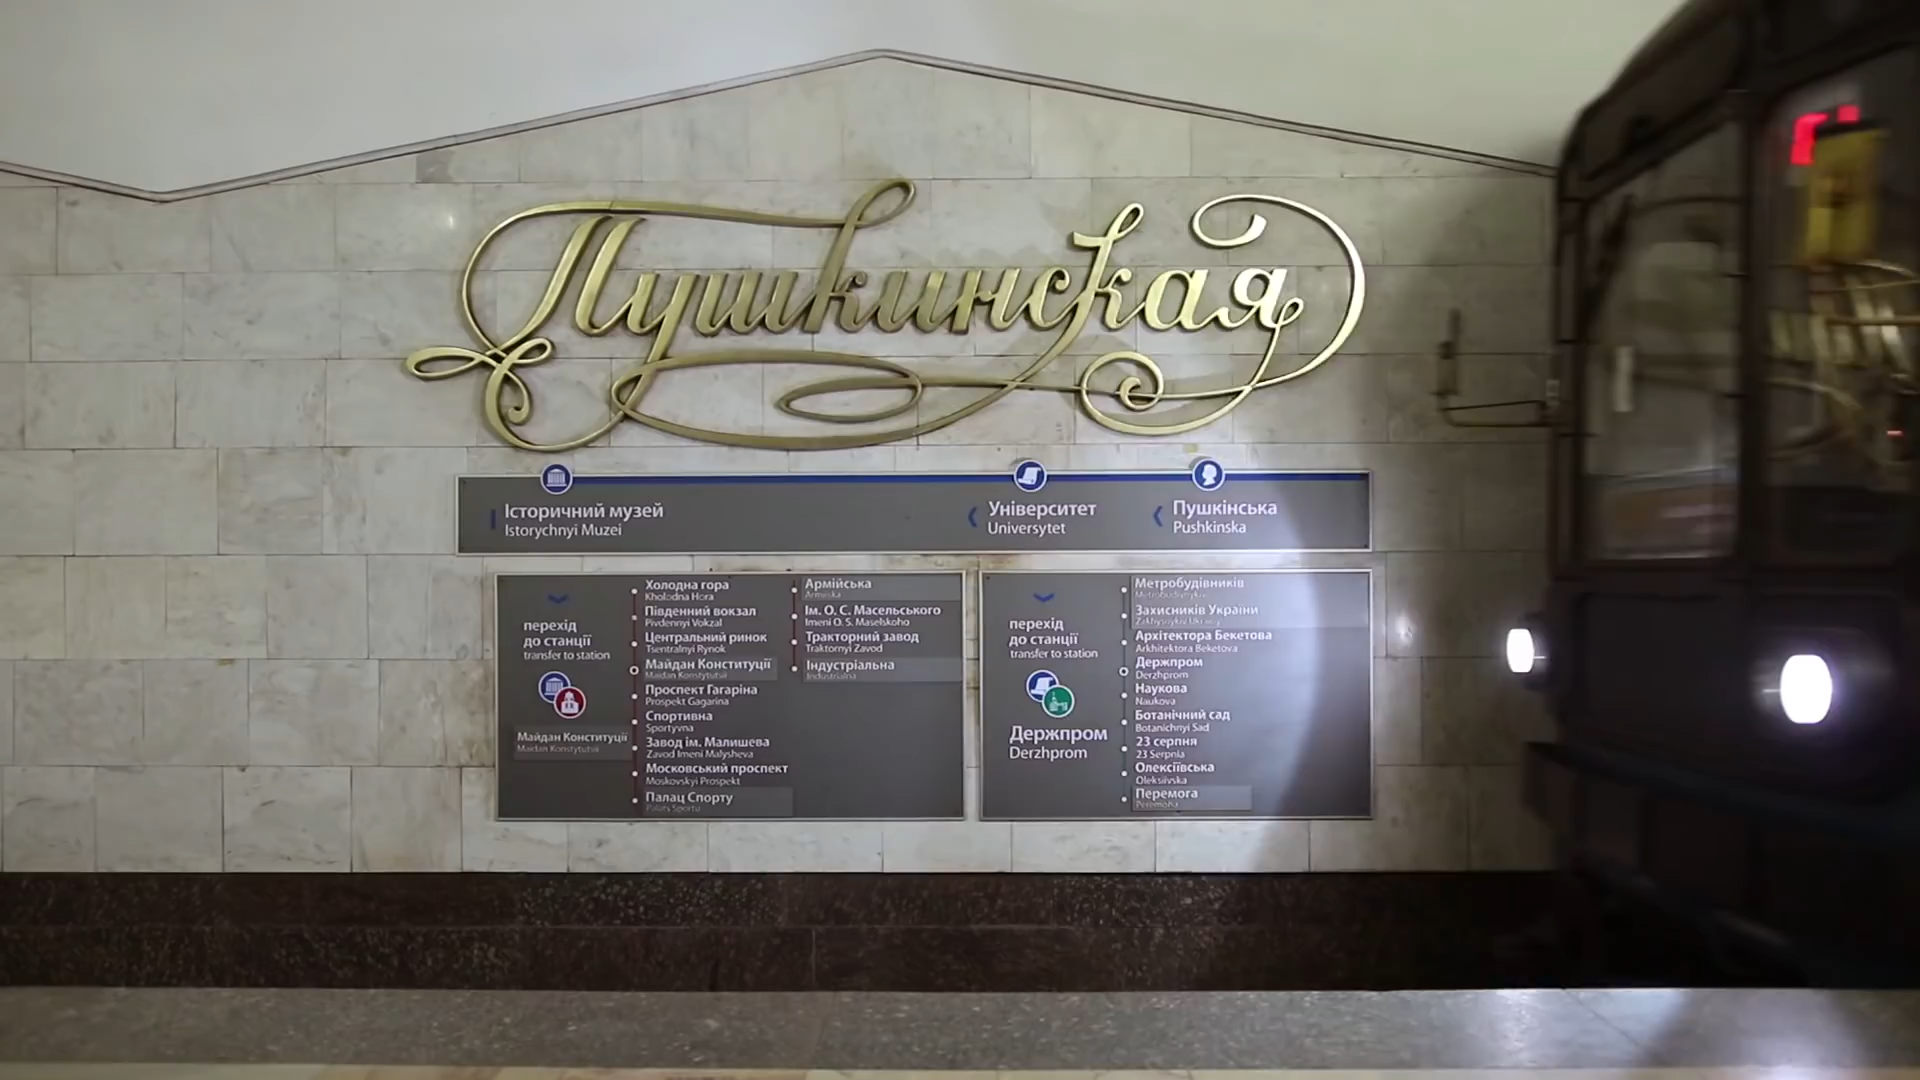 Пушкинская
Історичний музей
Istorychnyi Muzei
Університет
Universytet
Пушкінська
Pushkinska
перехід
до станції
transfer to station
Майдан Конституції
Maidan Konstytutsii
Холодна гора
Kholodna Hora
Південний вокзал
Pivdennyi Vokzal
Центральний ринок
Tsentralnyi Rynok
Майдан Конституції
Maidan Konstytutsii
Проспект Гагаріна
Prospekt Gagarina
Спортивна
Sportyvna
Завод ім. Малишева
Zavod Imeni Malysheva
Московський проспект
Moskovskyi Prospekt
Палац Спорту
Palats Sportu
Армійська
Armiiska
Ім. О. С. Масельського
Imeni O. S. Maselskoho
Тракторний завод
Traktornyi Zavod
Індустріальна
Industrialna
перехід
до станції
transfer to station
Держпром
Derzhprom
Метробудівників
Metrobudivnykiv
Захисників України
Zakhysnykiv Ukrainy
Архітектора Бекетова
Arkhitektora Beketova
Держпром
Derzhprom
Наукова
Naukova
Ботанічний сад
Botanichnyi Sad
23 серпня
23 Serpnia
Олексіївська
Oleksiivska
Перемога
Peremoha